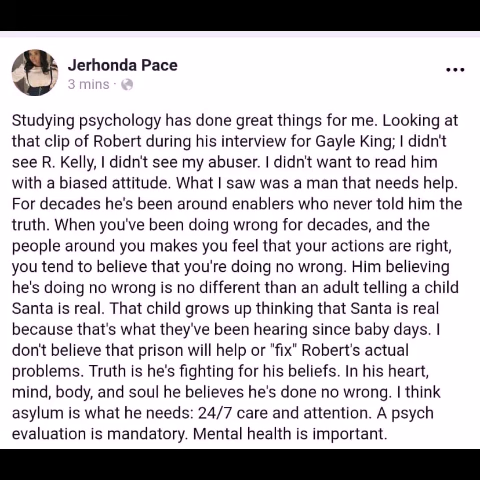 Jerhonda Pace
3 mins ·
Studying psychology has done great things for me. Looking at
that clip of Robert during his interview for Gayle King; I didn't
see R. Kelly, I didn't see my abuser. I didn't want to read him
with a biased attitude. What I saw was a man that needs help.
For decades he's been around enablers who never told him the
truth. When you've been doing wrong for decades, and the
people around you makes you feel that your actions are right,
you tend to believe that you're doing no wrong. Him believing
he's doing no wrong is no different than an adult telling a child
Santa is real. That child grows up thinking that Santa is real
because that's what they've been hearing since baby days. I
don't believe that prison will help or "fix" Robert's actual
problems. Truth is he's fighting for his beliefs. In his heart,
mind, body, and soul he believes he's done no wrong. I think
asylum is what he needs: 24/7 care and attention. A psych
evaluation is mandatory. Mental health is important.